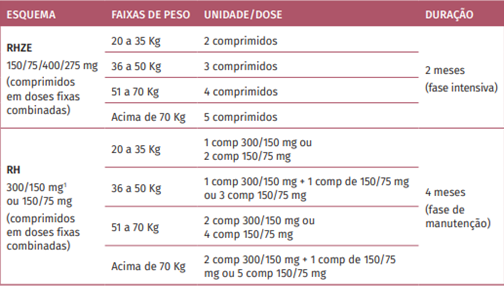 ESQUEMA FAIXAS DE PESO UNIDADE/DOSE DURAÇÃO
RHZE
150/75/400/275 mg
(comprimidos
em doses fixas
combinadas)
20 a 35 Kg 2 comprimidos
36 a 50 Kg 3 comprimidos
51 a 70 Kg 4 comprimidos
Acima de 70 Kg 5 comprimidos
2 meses
(fase intensiva)
RH
300/150 mg¹
ou 150/75 mg
(comprimidos
em doses fixas
combinadas)
20 a 35 Kg
1 comp 300/150 mg ou
2 comp 150/75 mg
36 a 50 Kg
1 comp 300/150 mg + 1 comp de 150/75 mg
ou 3 comp 150/75 mg
51 a 70 Kg
2 comp 300/150 mg ou
4 comp 150/75 mg
Acima de 70 Kg
2 comp 300/150 mg + 1 comp de 150/75
mg ou 5 comp 150/75 mg
4 meses
(fase de
manutenção)